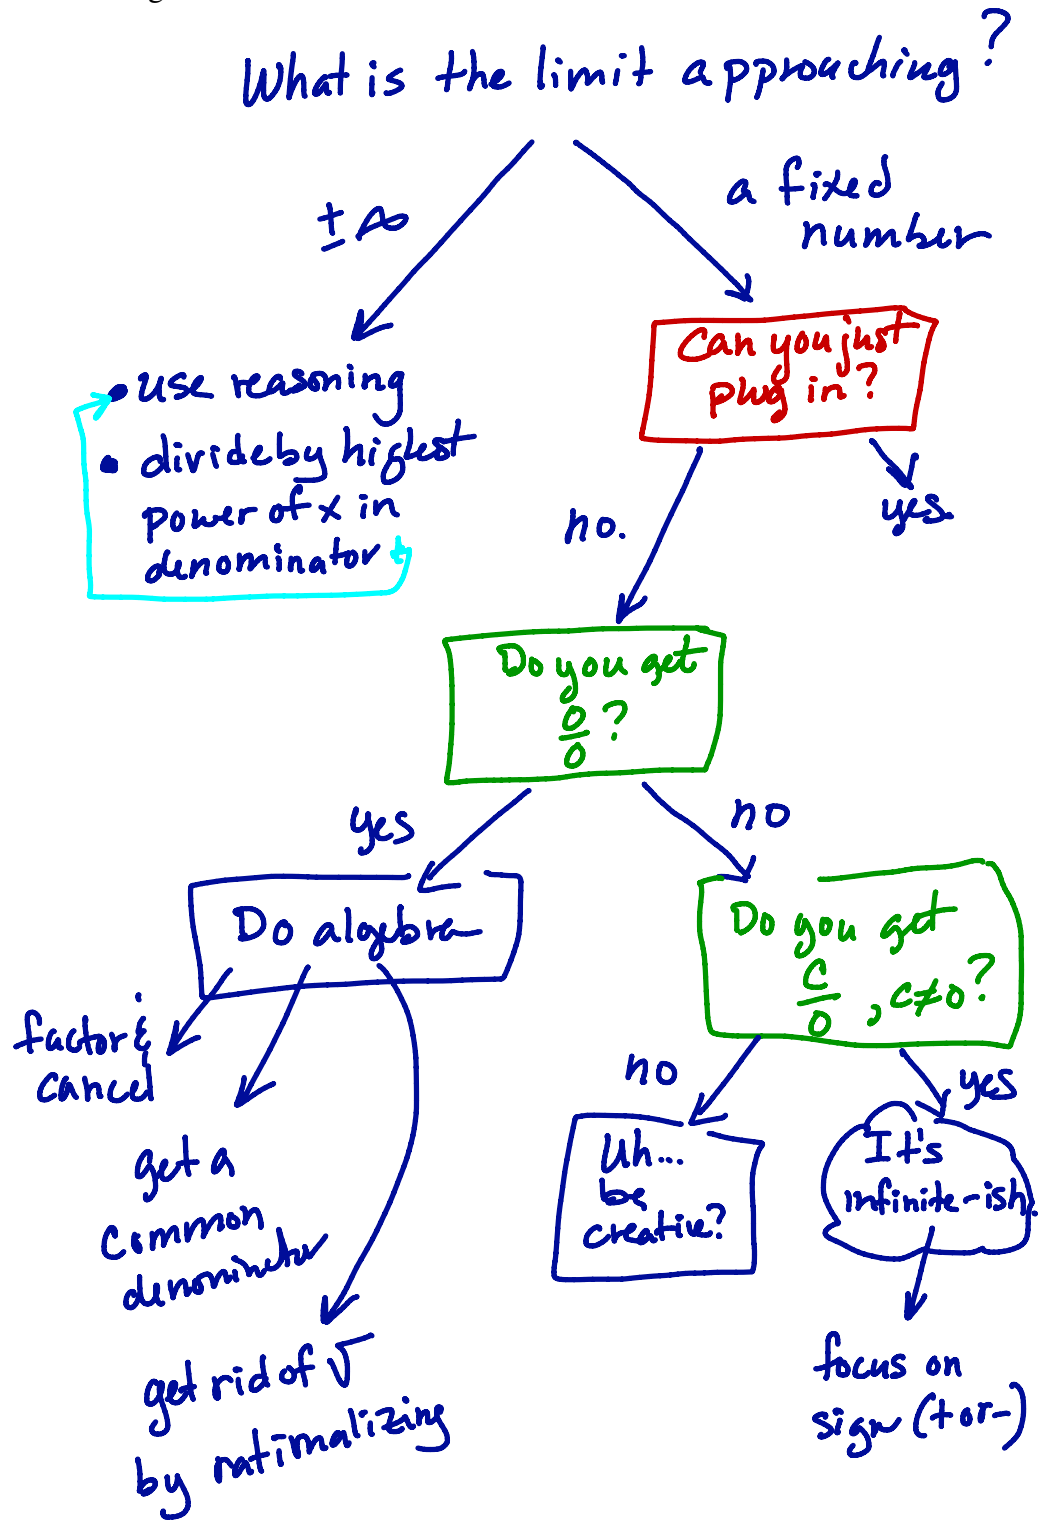 What is the limit approaching?
± ∞
a fixed
number
Can you just
plug in?
• use reasoning
• divide by highest
power of x in
denominator
no.
yes.
Do you get
0/0 ?
yes
no
Do algebra
Do you get
c/0 , c≠0?
factor &
cancel
get a
common
denominator
get rid of √
by rationalizing
no
yes
Uh...
be
creative?
It's
infinite-ish.
focus on
sign (+ or -)